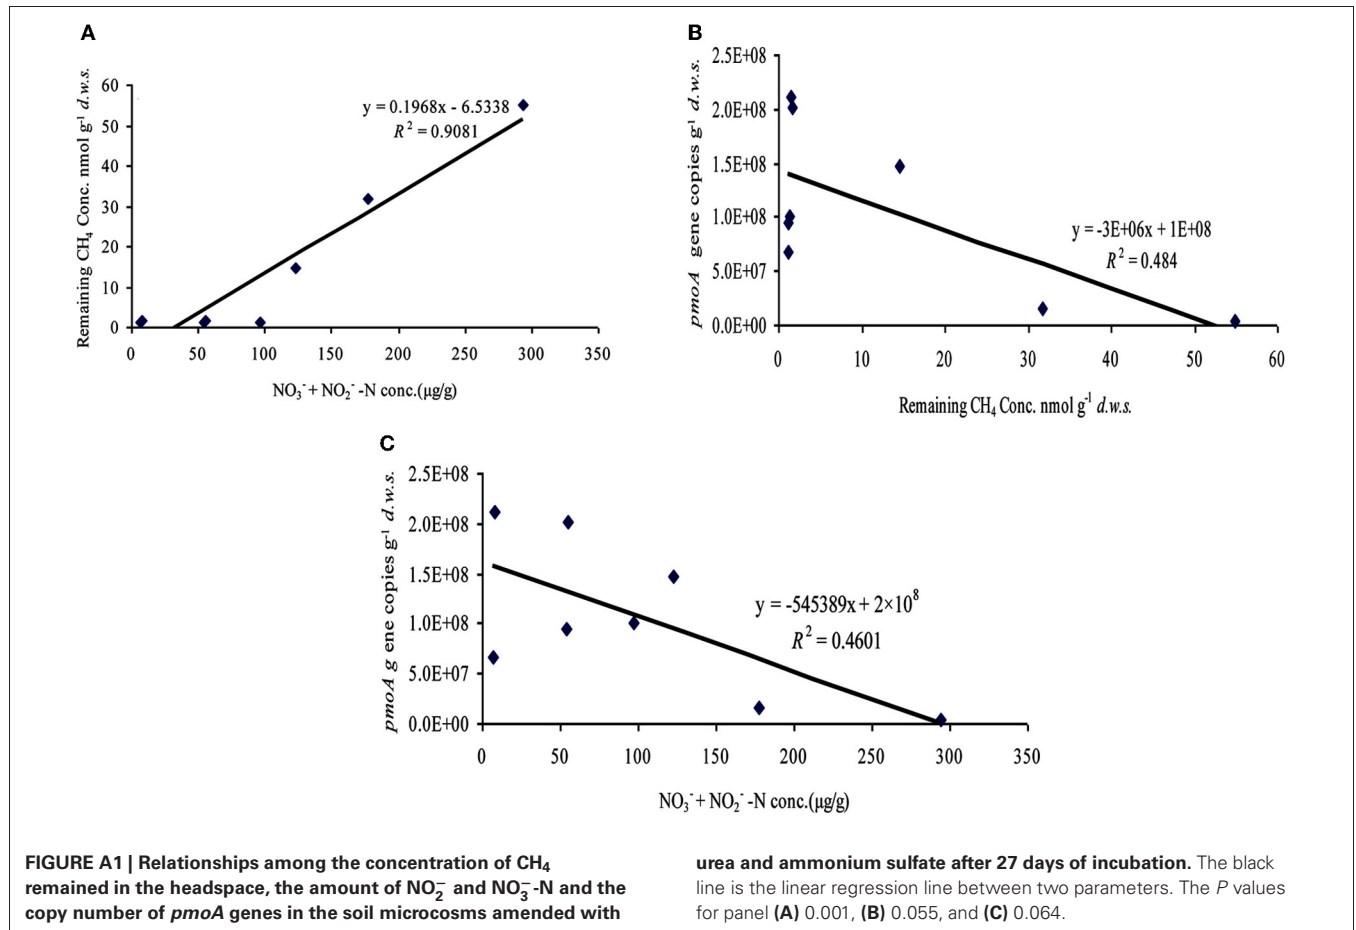 A
60
50
40
30
20
10
0
Remaining CH₄ Conc. nmol g⁻¹ d.w.s.
y = 0.1968x - 6.5338
R² = 0.9081
0 50 100 150 200 250 300 350
NO₃⁻ + NO₂⁻ -N conc.(µg/g)
B
2.5E+08
2.0E+08
1.5E+08
1.0E+08
5.0E+07
0.0E+00
pmoA gene copies g⁻¹ d.w.s.
y = -3E+06x + 1E+08
R² = 0.484
0 10 20 30 40 50 60
Remaining CH₄ Conc. nmol g⁻¹ d.w.s.
C
2.5E+08
2.0E+08
1.5E+08
1.0E+08
5.0E+07
0.0E+00
pmoA g ene copies g⁻¹ d.w.s.
y = -545389x + 2×10⁸
R² = 0.4601
0 50 100 150 200 250 300 350
NO₃⁻ + NO₂⁻ -N conc.(µg/g)
FIGURE A1 | Relationships among the concentration of CH₄
remained in the headspace, the amount of NO₂⁻ and NO₃⁻-N and the
copy number of pmoA genes in the soil microcosms amended with
urea and ammonium sulfate after 27 days of incubation. The black
line is the linear regression line between two parameters. The P values
for panel (A) 0.001, (B) 0.055, and (C) 0.064.